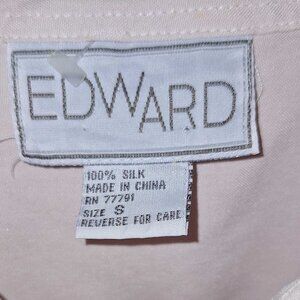 EDWARD
100% SILK
MADE IN CHINA
RN 77791
SIZE S
REVERSE FOR CARE